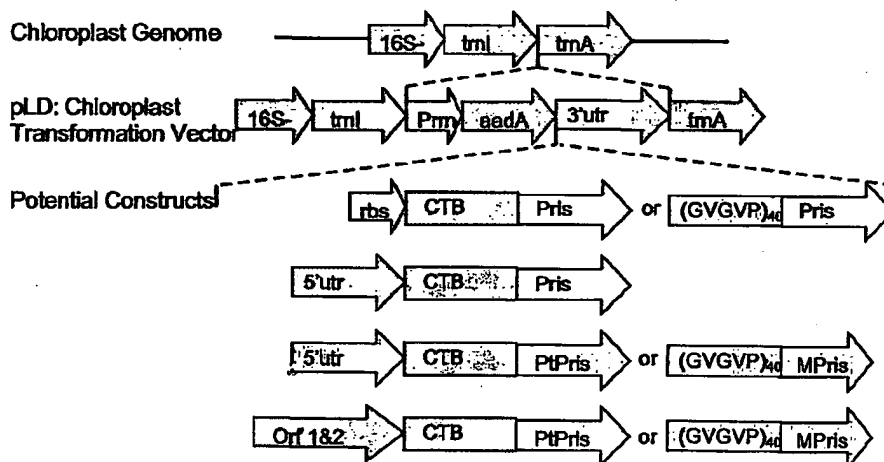 Chloroplast Genome
16S- trnI trnA
pLD: Chloroplast
Transformation Vector
16S- trnI Prrn aadA 3'utr trnA
Potential Constructs
rbs CTB Pris or (GVGVP)40 Pris
5'utr CTB Pris
5'utr CTB PtPris or (GVGVP)40 MPris
Orf 1&2 CTB PtPris or (GVGVP)40 MPris